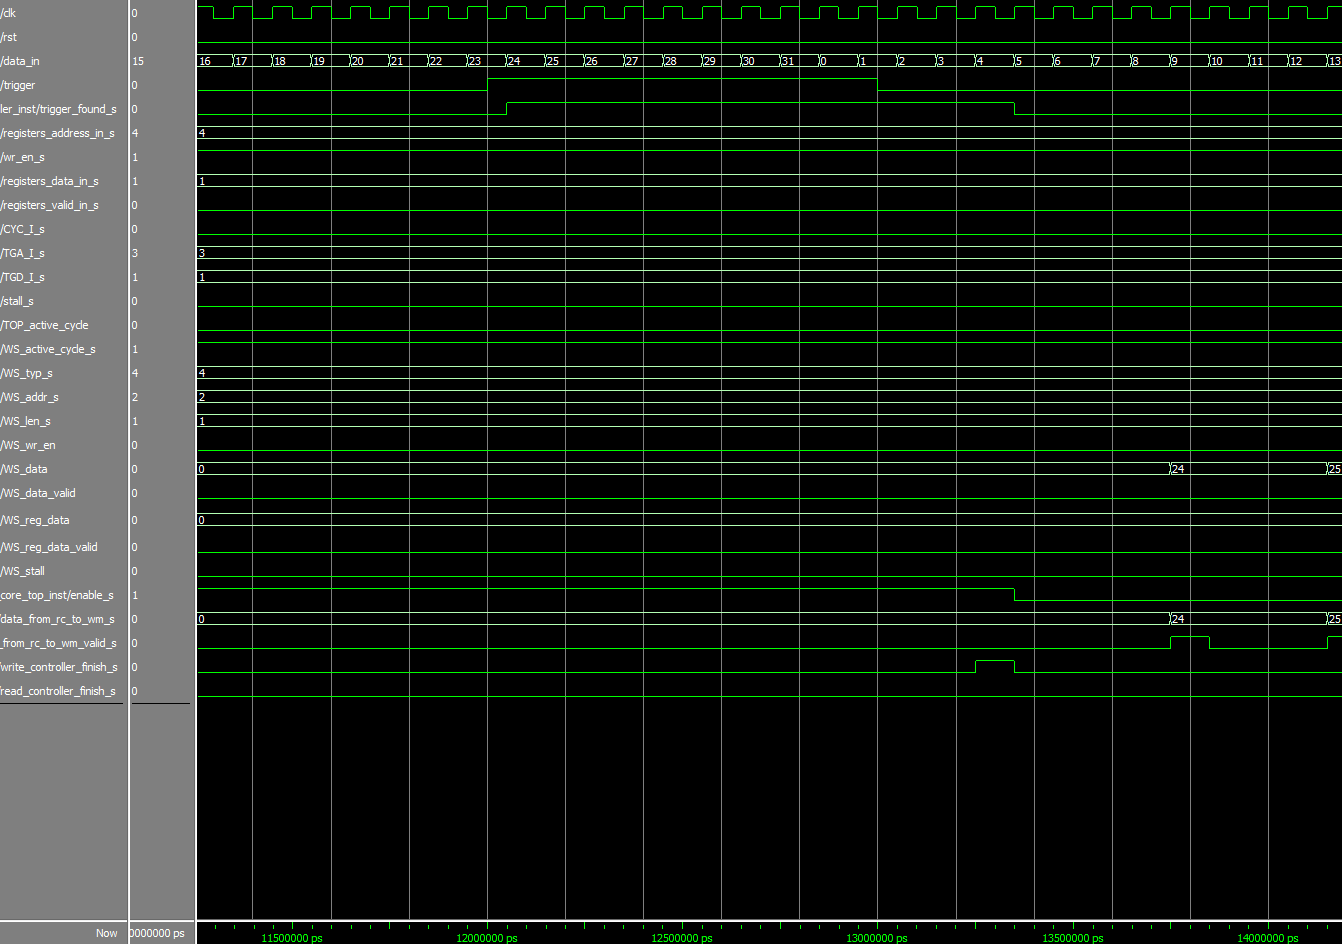 /clk 0
/rst 0
/data_in 15 16 17 18 19 20 21 22 23 24 25 26 27 28 29 30 31 0 1 2 3 4 5 6 7 8 9 10 11 12 13
/trigger 0
ler_inst/trigger_found_s 0
/registers_address_in_s 4 4
/wr_en_s 1
/registers_data_in_s 1 1
/registers_valid_in_s 0
/CYC_I_s 0
/TGA_I_s 3 3
/TGD_I_s 1 1
/stall_s 0
/TOP_active_cycle 0
/WS_active_cycle_s 1
/WS_typ_s 4 4
/WS_addr_s 2 2
/WS_len_s 1 1
/WS_wr_en 0
/WS_data 0 0 24 25
/WS_data_valid 0
/WS_reg_data 0 0
/WS_reg_data_valid 0
/WS_stall 0
_core_top_inst/enable_s 1
/data_from_rc_to_wm_s 0 0 24 25
_from_rc_to_wm_valid_s 0
/write_controller_finish_s 0
/read_controller_finish_s 0
Now 0000000 ps 11500000 ps 12000000 ps 12500000 ps 13000000 ps 13500000 ps 14000000 ps